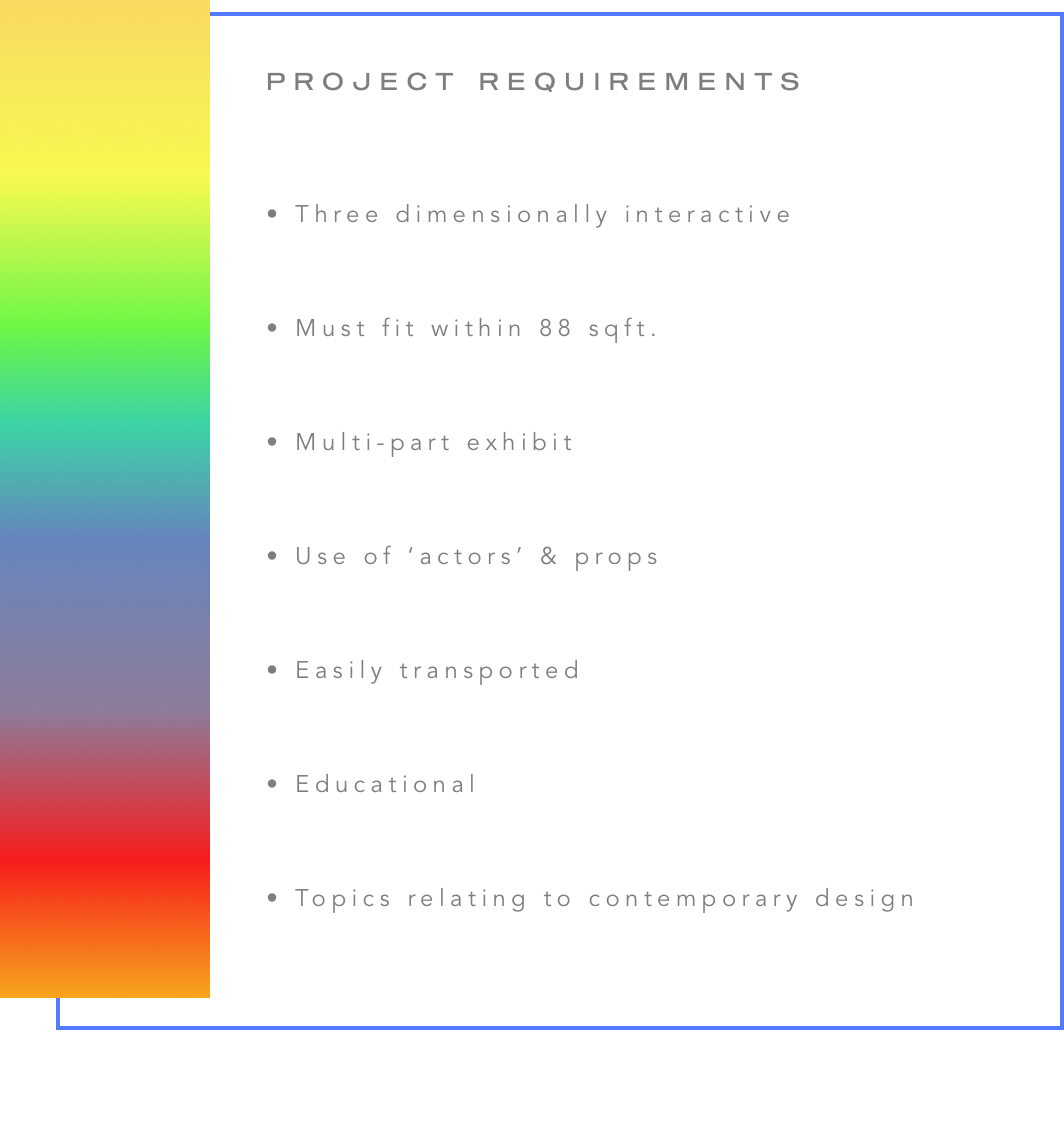 PROJECT REQUIREMENTS
• Three dimensionally interactive
• Must fit within 88 sqft.
• Multi-part exhibit
• Use of ‘actors’ & props
• Easily transported
• Educational
• Topics relating to contemporary design